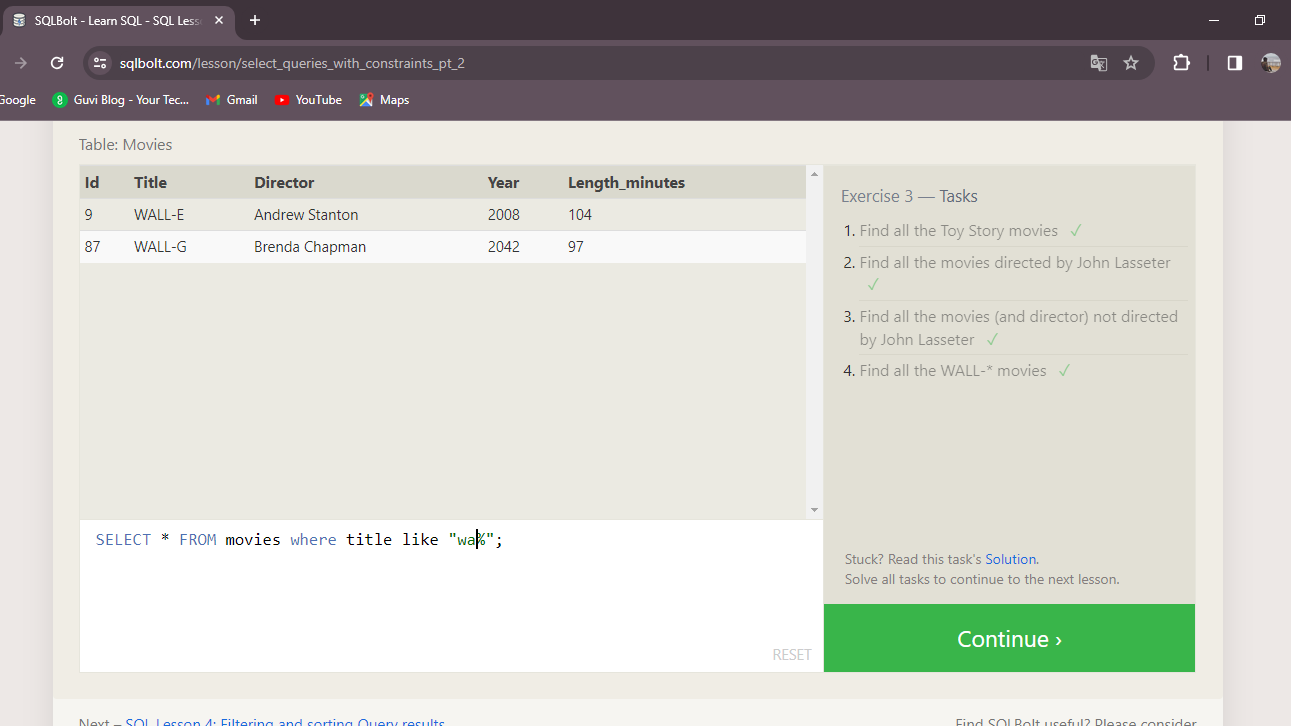 SQLBolt - Learn SQL - SQL Less
sqlbolt.com/lesson/select_queries_with_constraints_pt_2
Google
Guvi Blog - Your Tec...
Gmail
YouTube
Maps
Table: Movies
Id Title Director Year Length_minutes
9 WALL-E Andrew Stanton 2008 104
87 WALL-G Brenda Chapman 2042 97
SELECT * FROM movies where title like "wa%";
RESET
Exercise 3 — Tasks
1. Find all the Toy Story movies ✓
2. Find all the movies directed by John Lasseter
✓
3. Find all the movies (and director) not directed
by John Lasseter ✓
4. Find all the WALL-* movies ✓
Stuck? Read this task's Solution.
Solve all tasks to continue to the next lesson.
Continue ›
Next – SQL Lesson 4: Filtering and sorting Query results
Find SQLBolt useful? Please consider